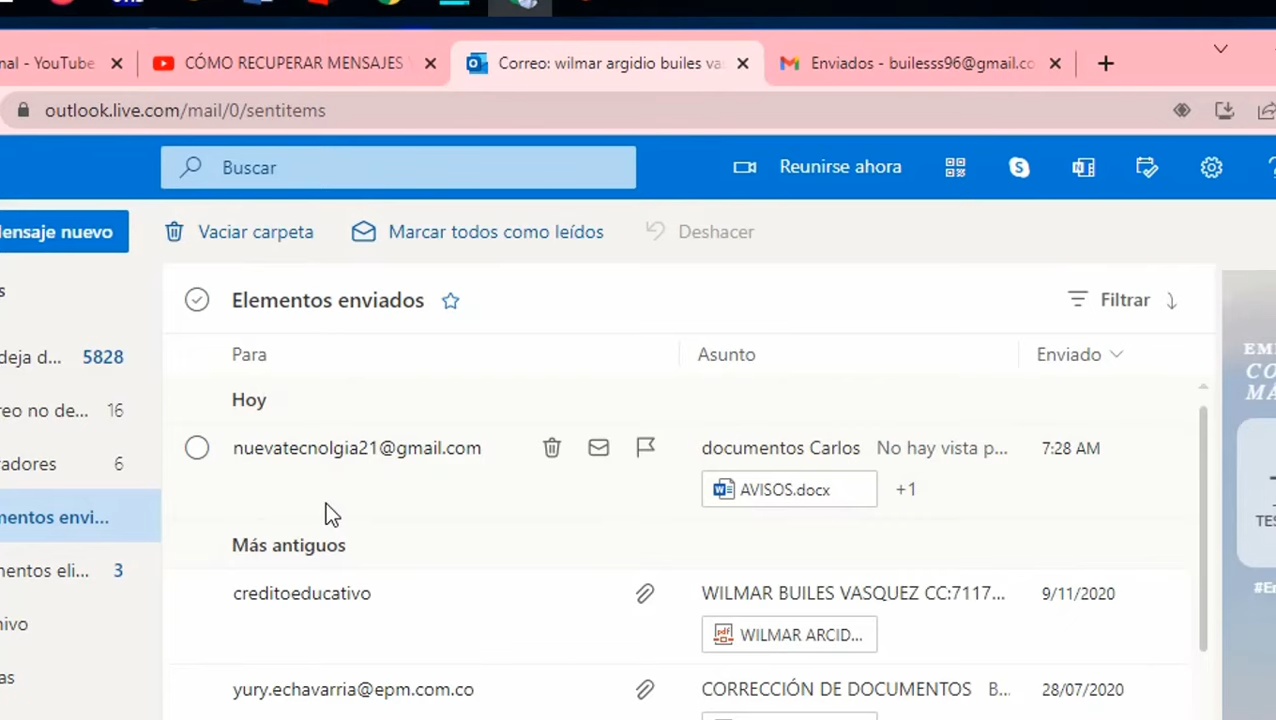 nal - YouTube
CÓMO RECUPERAR MENSAJES
Correo: wilmar argidio builes va
Enviados - builesss96@gmail.co
outlook.live.com/mail/0/sentitems
Buscar
Reunirse ahora
ensaje nuevo
Vaciar carpeta
Marcar todos como leídos
Deshacer
s
Elementos enviados
Filtrar
Para
Asunto
Enviado
deja d... 5828
Hoy
reo no de... 16
nuevatecnolgia21@gmail.com
documentos Carlos No hay vista p...
7:28 AM
radores 6
AVISOS.docx +1
mentos envi...
Más antiguos
mentos eli... 3
creditoeducativo
WILMAR BUILES VASQUEZ CC:7117...
9/11/2020
ivo
WILMAR ARCID...
as
yury.echavarria@epm.com.co
CORRECCIÓN DE DOCUMENTOS B...
28/07/2020
EM
CO
MA
TES